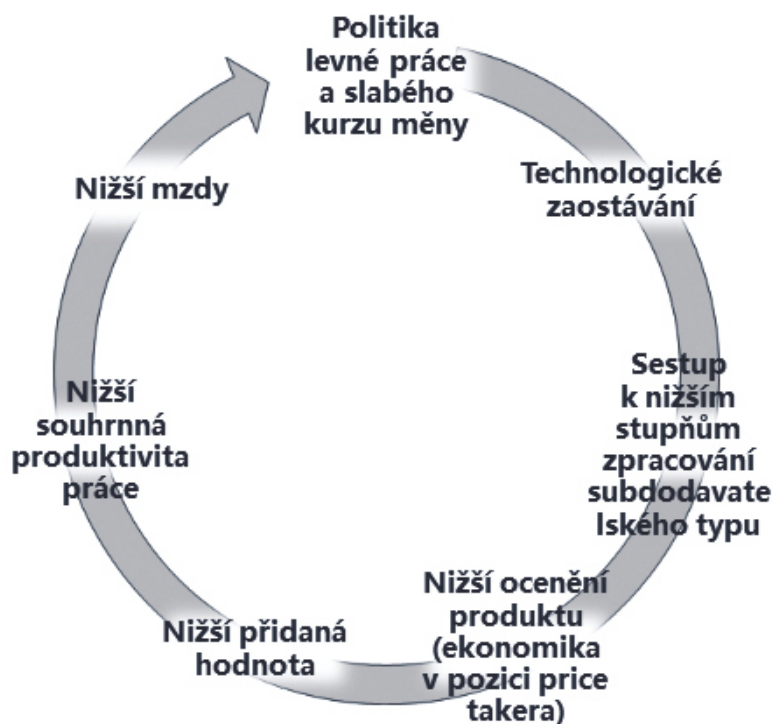 Politika
levné práce
a slabého
kurzu měny
Technologické
zaostávání
Sestup
k nižším
stupňům
zpracování
subdodavate
lského typu
Nižší ocenění
produktu
(ekonomika
v pozici price
takera)
Nižší přidaná
hodnota
Nižší
souhrnná
produktivita
práce
Nižší mzdy